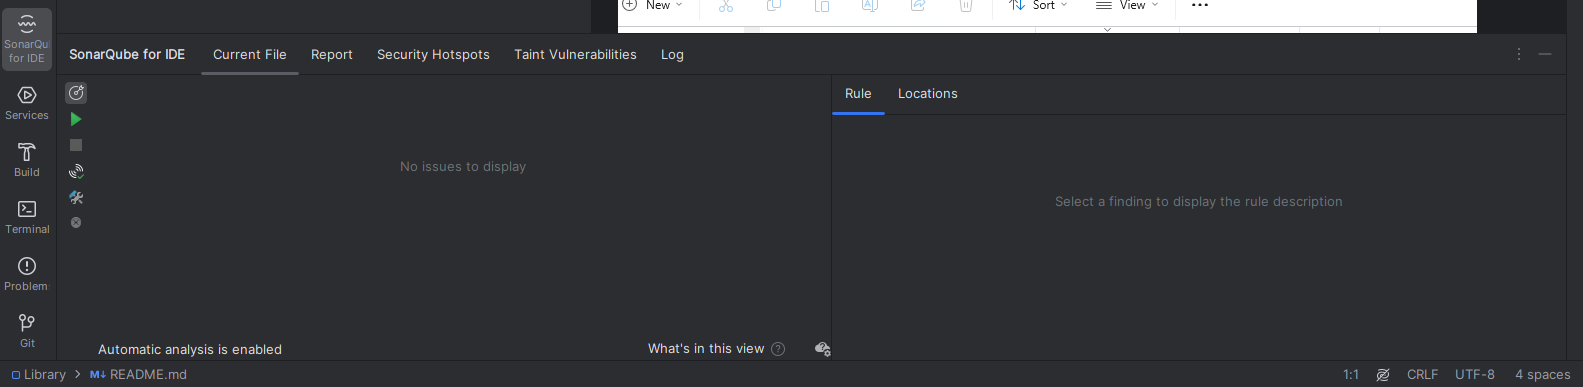 New Sort View
SonarQu
for IDE
SonarQube for IDE Current File Report Security Hotspots Taint Vulnerabilities Log
Rule Locations
Services
No issues to display
Build
Select a finding to display the rule description
Terminal
Problem
Git
Automatic analysis is enabled What's in this view ?
Library > M↓ README.md 1:1 CRLF UTF-8 4 spaces